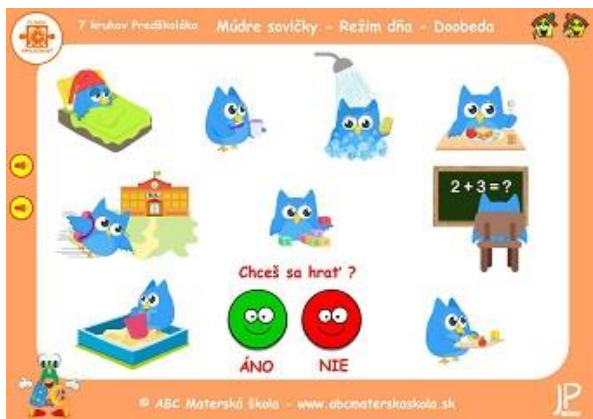 7 krukov Predškoláka
Múdre sovičky - Režim dňa - Doobeda
2+3=?
Chceš sa hrať ?
ÁNO NIE
© ABC Materská škola - www.abcmaterskaskola.sk
JP